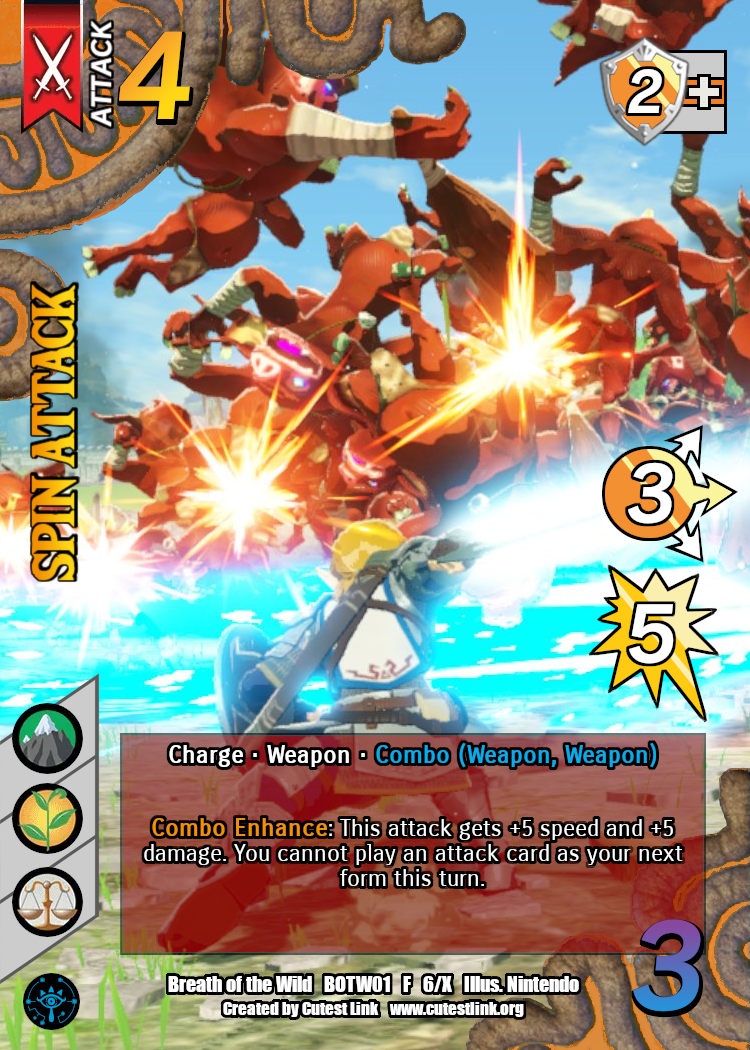 ATTACK
4
2 +
SPIN ATTACK
3
5
Charge · Weapon · Combo (Weapon, Weapon)
Combo Enhance: This attack gets +5 speed and +5
damage. You cannot play an attack card as your next
form this turn.
3
Breath of the Wild BOTW01 F 6/X Illus. Nintendo
Created by Cutest Link www.cutestlink.org